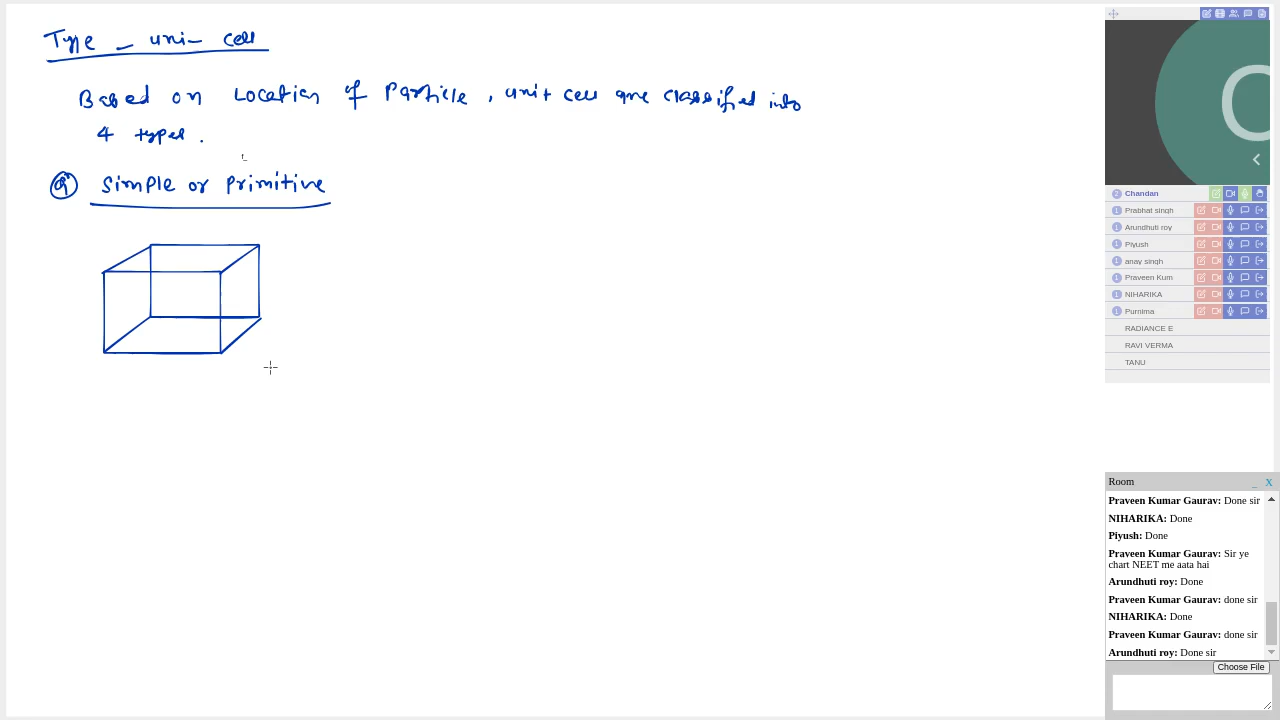 Type _ uni- cell
Based on Location of Particle, unit cell are classified into
4 types.
(a) Simple or Primitive
C
Chandan
Prabhat singh
Arundhuti roy
Piyush
anay singh
Praveen Kum
NIHARIKA
Purnima
RADIANCE E
RAVI VERMA
TANU
Room _ X
Praveen Kumar Gaurav: Done sir
NIHARIKA: Done
Piyush: Done
Praveen Kumar Gaurav: Sir ye
chart NEET me aata hai
Arundhuti roy: Done
Praveen Kumar Gaurav: done sir
NIHARIKA: Done
Praveen Kumar Gaurav: done sir
Arundhuti roy: Done sir
Choose File